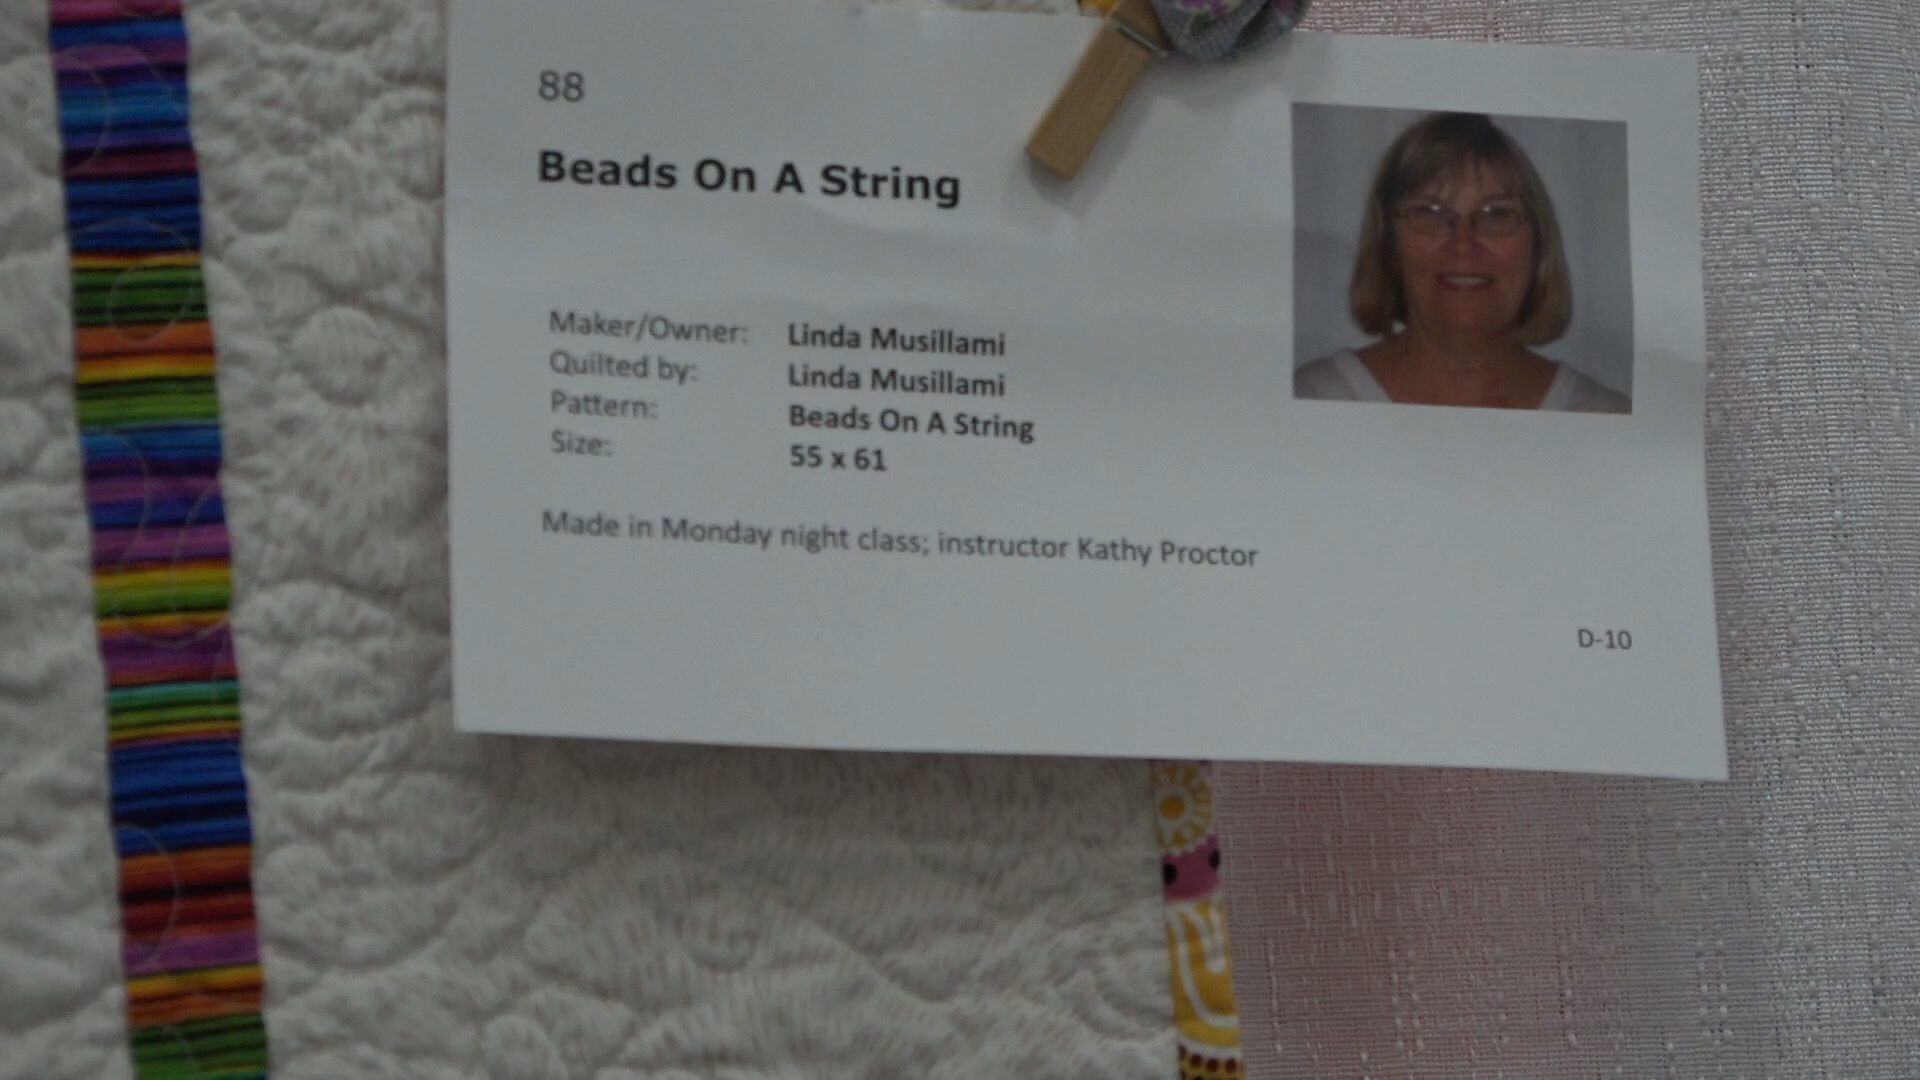 88
Beads On A String
Maker/Owner: Linda Musillami
Quilted by: Linda Musillami
Pattern: Beads On A String
Size: 55 x 61
Made in Monday night class; instructor Kathy Proctor
D-10